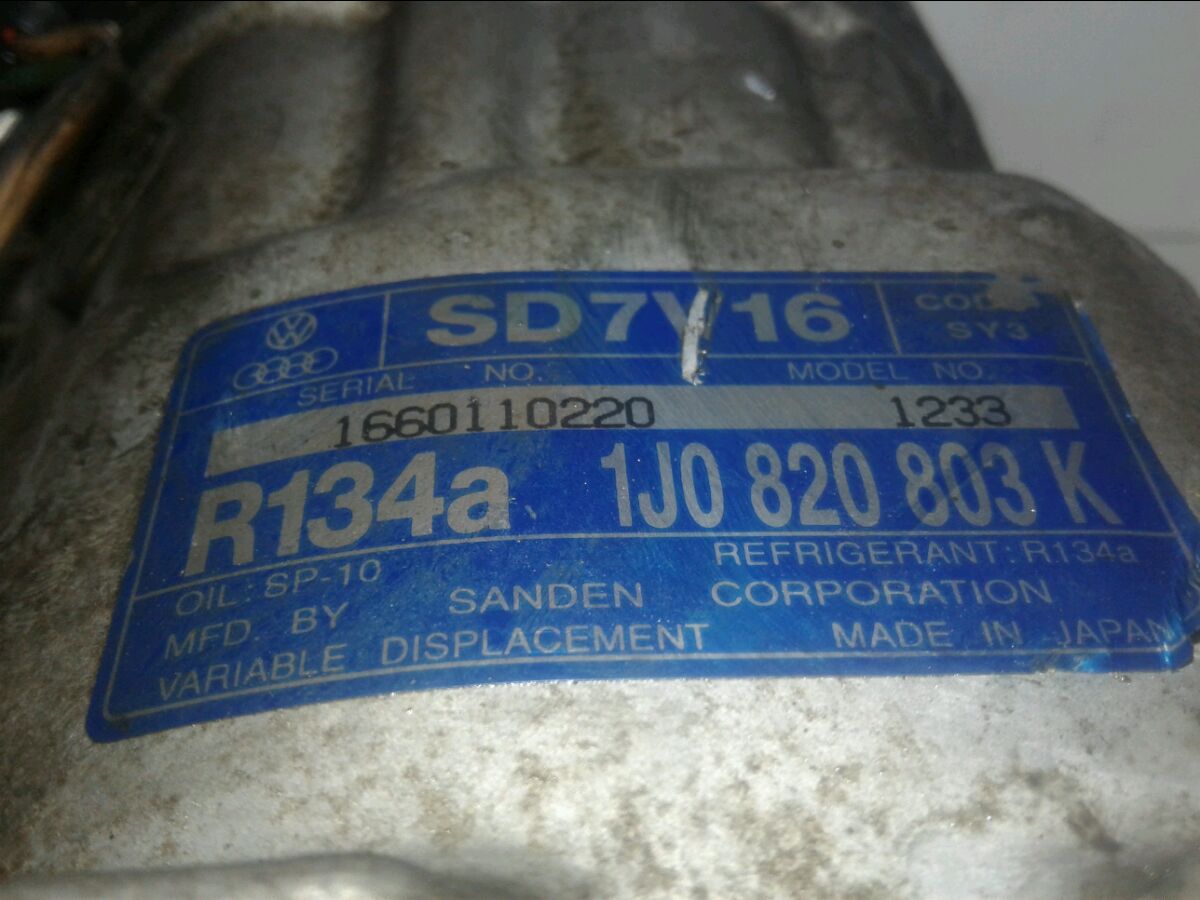 SD7V16
CODE
SY3
SERIAL NO.
MODEL NO.
1660110220
1233
R134a 1J0 820 803 K
OIL: SP-10
REFRIGERANT: R134a
MFD. BY SANDEN CORPORATION
VARIABLE DISPLACEMENT MADE IN JAPAN